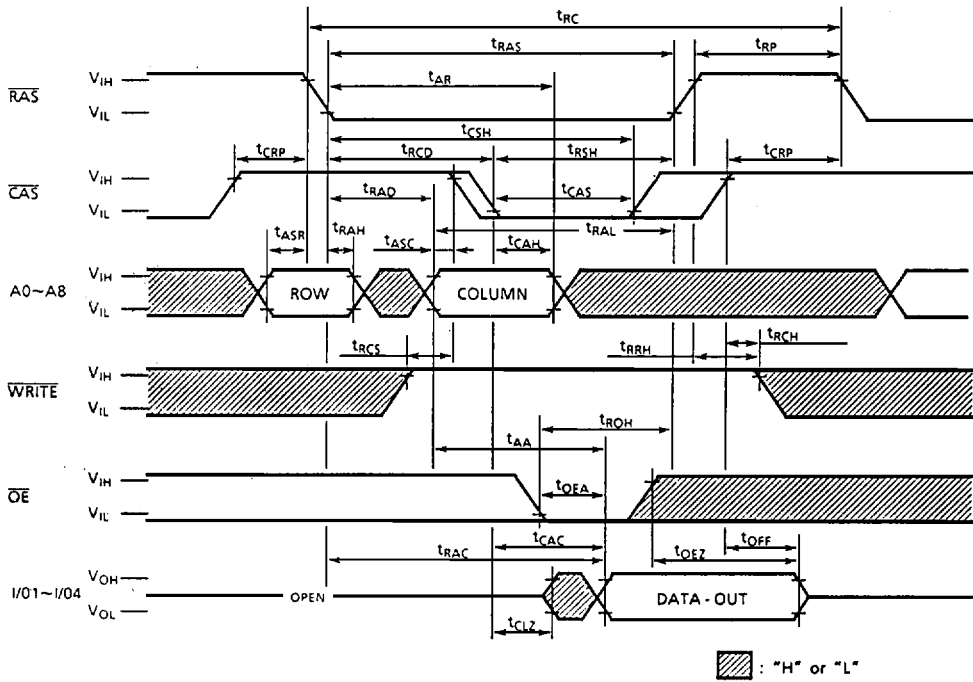 tRC
tRAS
tRP
tAR
RAS
VIH
VIL
tCSH
tCRP
tRCD
tRSH
tCRP
CAS
VIH
VIL
tRAD
tCAS
tASR
tRAH
tASC
tCAH
tRAL
A0~A8
VIH
VIL
ROW
COLUMN
tRCS
tRRH
tRCH
WRITE
VIH
VIL
tROH
tAA
OE
VIH
VIL
tOEA
tCAC
tRAC
tOEZ
tOFF
I/01~I/04
VOH
VOL
OPEN
DATA-OUT
tCLZ
: "H" or "L"